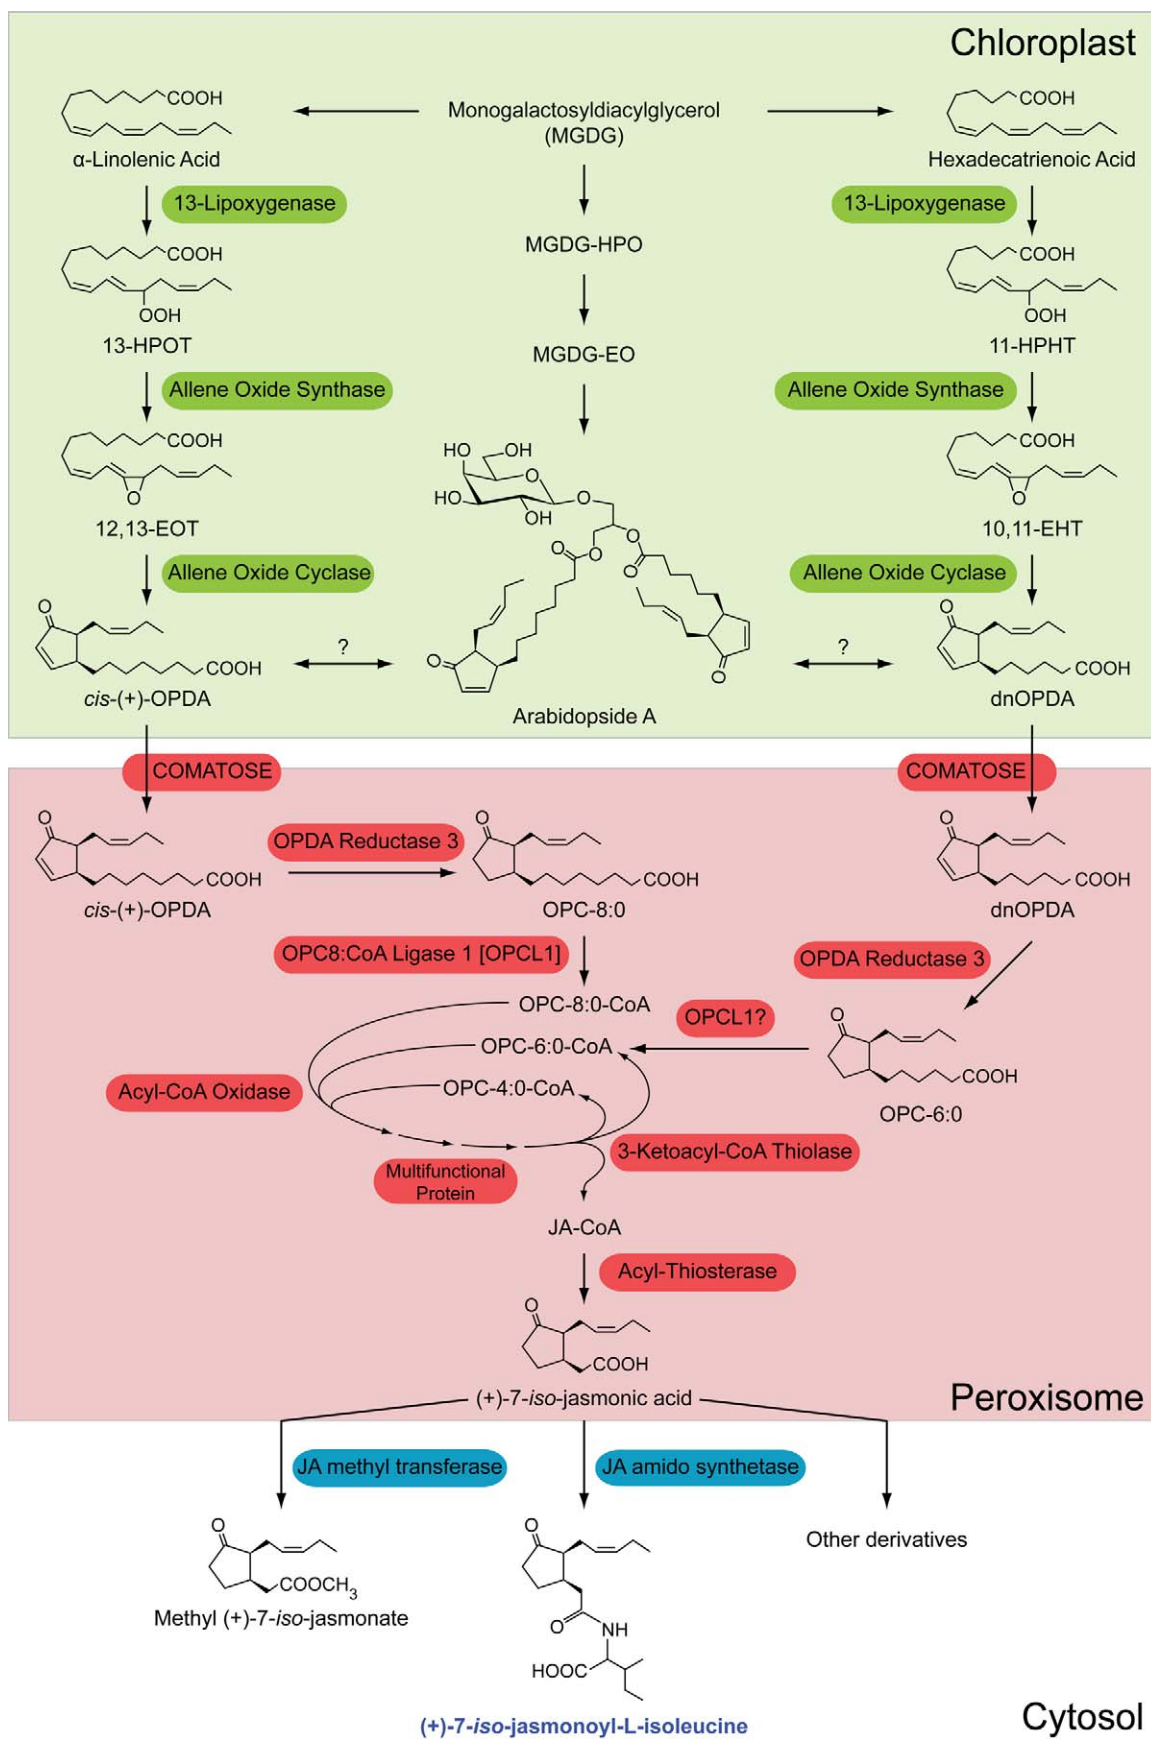 Chloroplast
COOH
α-Linolenic Acid
Monogalactosyldiacylglycerol
(MGDG)
COOH
Hexadecatrienoic Acid
13-Lipoxygenase
13-Lipoxygenase
COOH
OOH
13-HPOT
MGDG-HPO
COOH
OOH
11-HPHT
MGDG-EO
Allene Oxide Synthase
Allene Oxide Synthase
COOH
O
12,13-EOT
HO
OH
HO
O
HO
OH
O
O
O
O
O
O
O
COOH
O
10,11-EHT
Allene Oxide Cyclase
Allene Oxide Cyclase
O
COOH
cis-(+)-OPDA
?
Arabidopside A
?
O
COOH
dnOPDA
COMATOSE
COMATOSE
O
COOH
cis-(+)-OPDA
OPDA Reductase 3
O
COOH
OPC-8:0
O
COOH
dnOPDA
OPC8:CoA Ligase 1 [OPCL1]
OPDA Reductase 3
OPC-8:0-CoA
OPCL1?
OPC-6:0-CoA
O
COOH
OPC-6:0
Acyl-CoA Oxidase
OPC-4:0-CoA
3-Ketoacyl-CoA Thiolase
Multifunctional
Protein
JA-CoA
Acyl-Thiosterase
O
COOH
(+)-7-iso-jasmonic acid
Peroxisome
JA methyl transferase
JA amido synthetase
O
COOCH3
Methyl (+)-7-iso-jasmonate
O
O
NH
HOOC
Other derivatives
(+)-7-iso-jasmonoyl-L-isoleucine
Cytosol